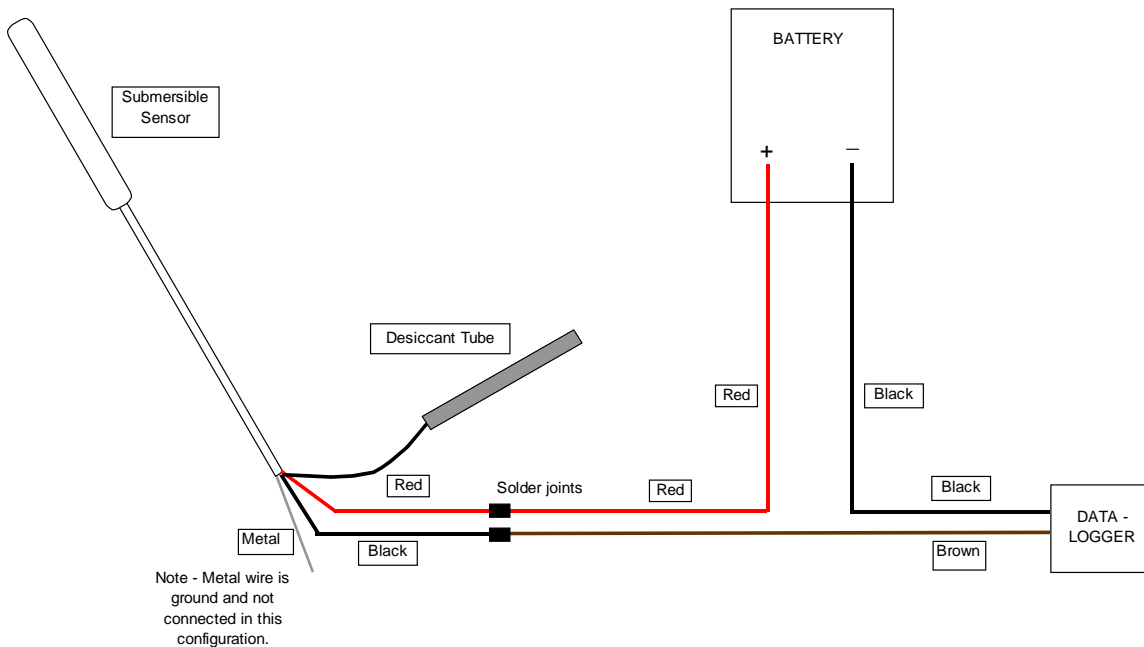 BATTERY
+
–
Submersible
Sensor
Desiccant Tube
Red
Black
Red
Solder joints
Red
Black
DATA -
LOGGER
Metal
Black
Brown
Note - Metal wire is
ground and not
connected in this
configuration.